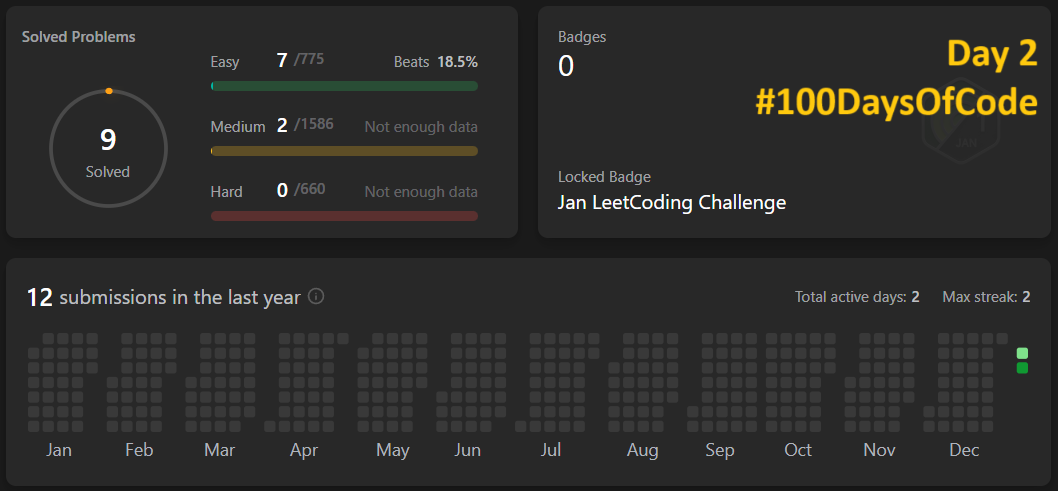 Solved Problems
9
Solved
Easy 7 /775 Beats 18.5%
Medium 2 /1586 Not enough data
Hard 0 /660 Not enough data
Badges
0
Day 2
#100DaysOfCode
JAN
Locked Badge
Jan LeetCoding Challenge
12 submissions in the last year
Total active days: 2 Max streak: 2
Jan Feb Mar Apr May Jun Jul Aug Sep Oct Nov Dec